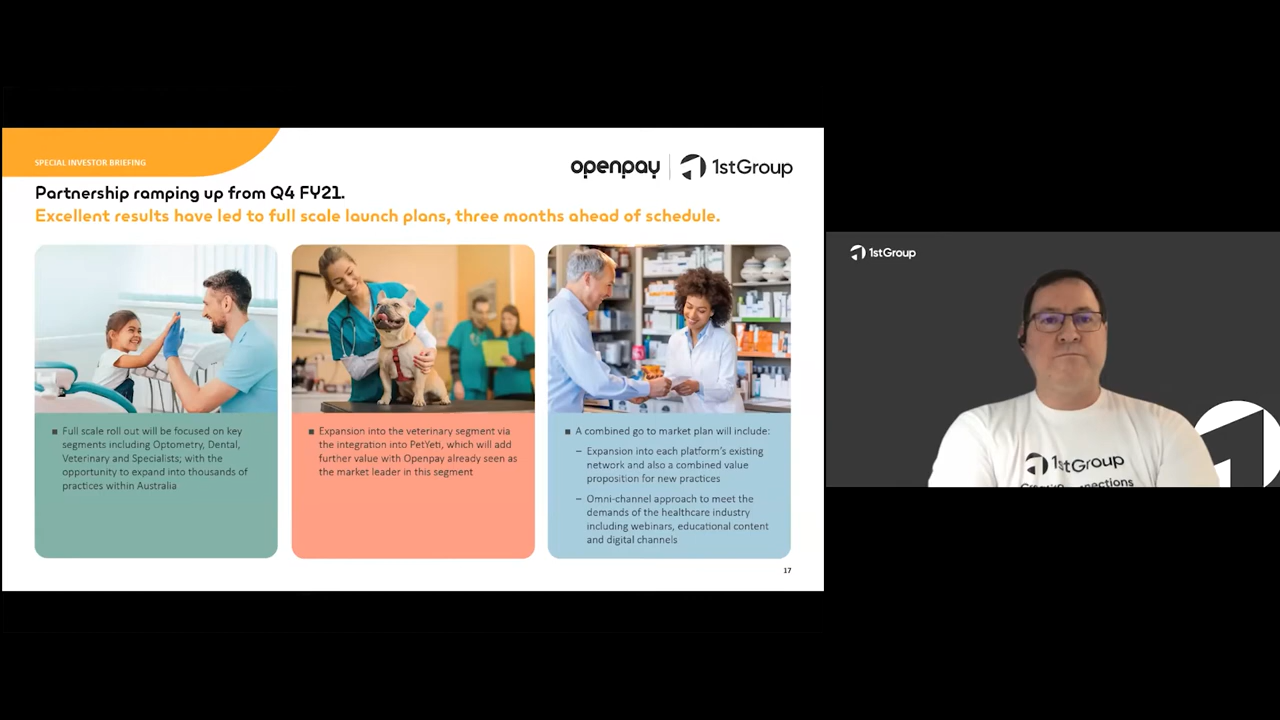 SPECIAL INVESTOR BRIEFING
openpay
1stGroup
Partnership ramping up from Q4 FY21.
Excellent results have led to full scale launch plans, three months ahead of schedule.
■ Full scale roll out will be focused on key
segments including Optometry, Dental,
Veterinary and Specialists; with the
opportunity to expand into thousands of
practices within Australia
■ Expansion into the veterinary segment via
the integration into PetYeti, which will add
further value with Openpay already seen as
the market leader in this segment
■ A combined go to market plan will include:
– Expansion into each platform's existing
network and also a combined value
proposition for new practices
– Omni-channel approach to meet the
demands of the healthcare industry
including webinars, educational content
and digital channels
17
1stGroup
1stGroup